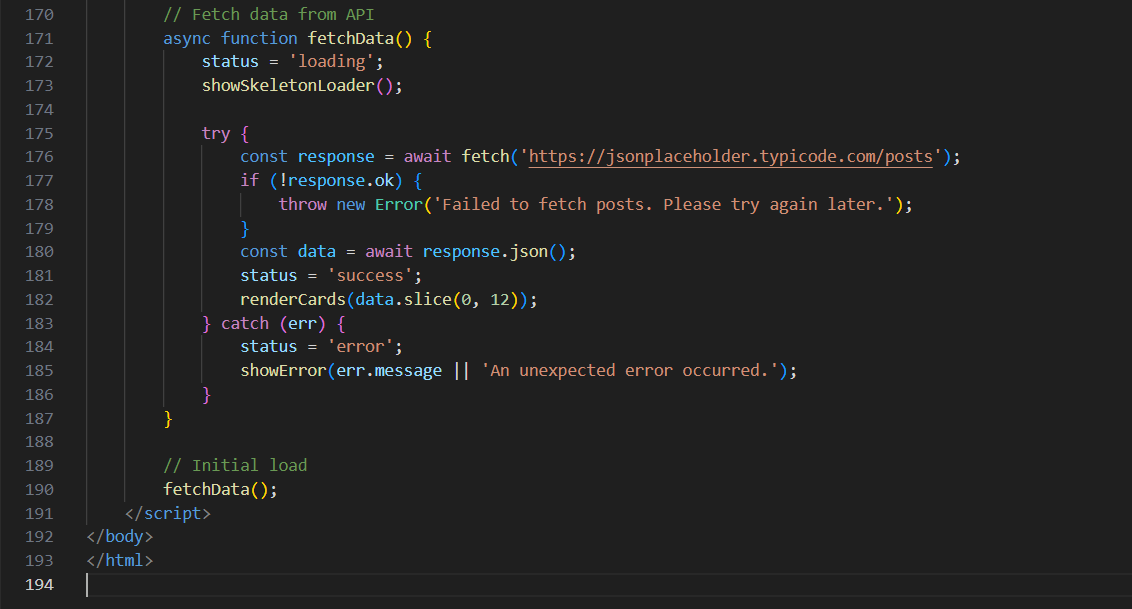 170 // Fetch data from API
171 async function fetchData() {
172 status = 'loading';
173 showSkeletonLoader();
174
175 try {
176 const response = await fetch('https://jsonplaceholder.typicode.com/posts');
177 if (!response.ok) {
178 throw new Error('Failed to fetch posts. Please try again later.');
179 }
180 const data = await response.json();
181 status = 'success';
182 renderCards(data.slice(0, 12));
183 } catch (err) {
184 status = 'error';
185 showError(err.message || 'An unexpected error occurred.');
186 }
187 }
188
189 // Initial load
190 fetchData();
191 </script>
192 </body>
193 </html>
194